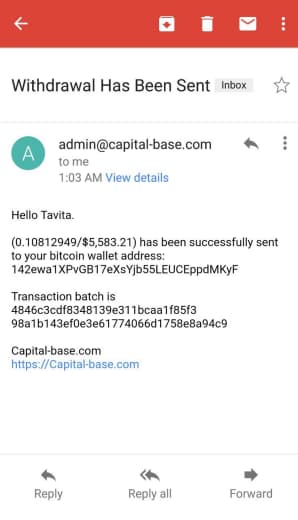 Withdrawal Has Been Sent Inbox
A
admin@capital-base.com
to me
1:03 AM View details
Hello Tavita.
(0.10812949/$5,583.21) has been successfully sent
to your bitcoin wallet address:
142ewa1XPvGB17eXsYjb55LEUCEppdMKyF
Transaction batch is
4846c3cdf8348139e311bcaa1f85f3
98a1b143ef0e3e61774066d1758e8a94c9
Capital-base.com
https://Capital-base.com
Reply
Reply all
Forward